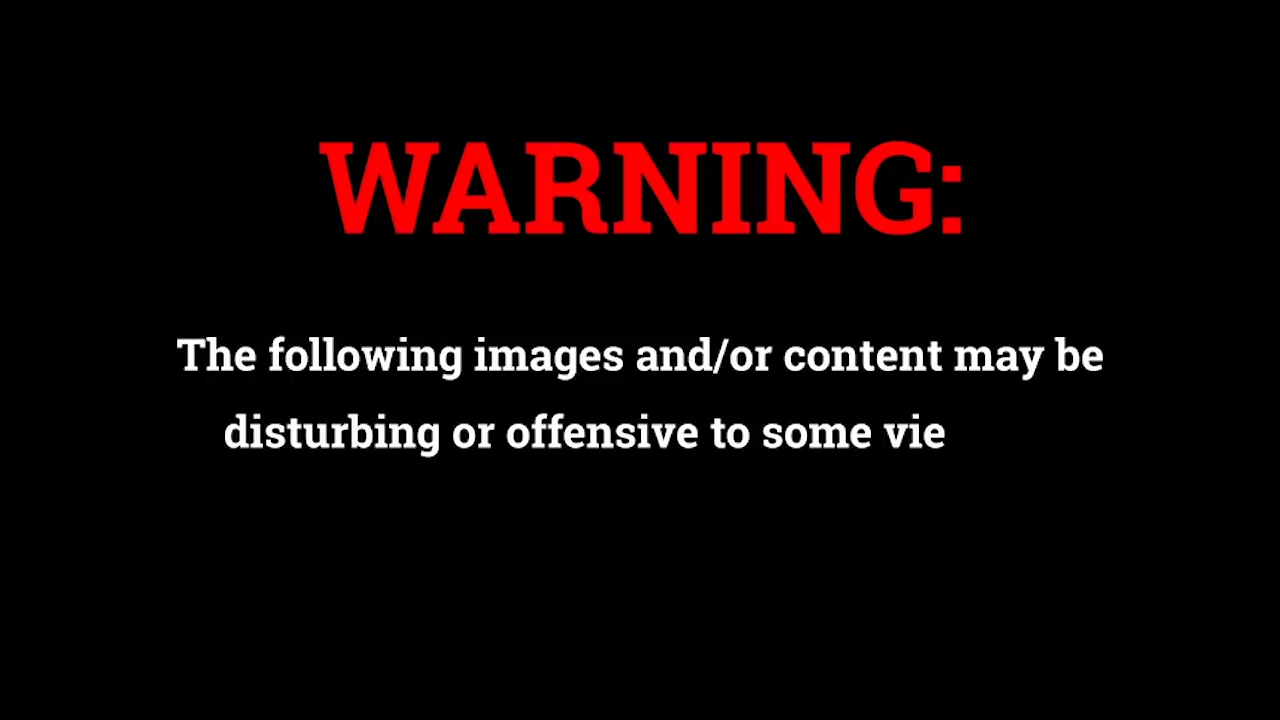 WARNING:
The following images and/or content may be
disturbing or offensive to some vie